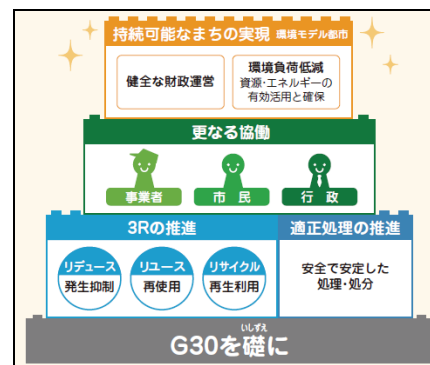 持続可能なまちの実現 環境モデル都市
健全な財政運営
環境負荷低減
資源・エネルギーの
有効活用と確保
更なる協働
事業者
市民
行政
3Rの推進
適正処理の推進
リデュース
発生抑制
リユース
再使用
リサイクル
再生利用
安全で安定した
処理・処分
いしずえ
G30を礎に